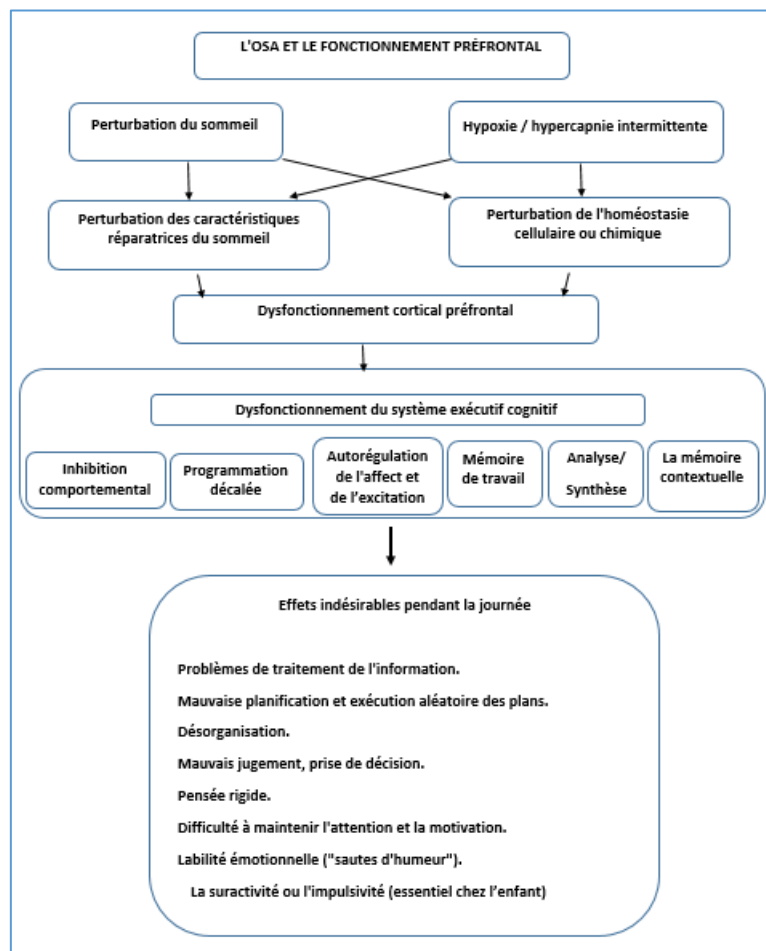 L'OSA ET LE FONCTIONNEMENT PRÉFRONTAL
Perturbation du sommeil
Hypoxie / hypercapnie intermittente
Perturbation des caractéristiques
réparatrices du sommeil
Perturbation de l'homéostasie
cellulaire ou chimique
Dysfonctionnement cortical préfrontal
Dysfonctionnement du système exécutif cognitif
Inhibition
comportemental
Programmation
décalée
Autorégulation
de l'affect et
de l'excitation
Mémoire
de travail
Analyse/
Synthèse
La mémoire
contextuelle
Effets indésirables pendant la journée
Problèmes de traitement de l'information.
Mauvaise planification et exécution aléatoire des plans.
Désorganisation.
Mauvais jugement, prise de décision.
Pensée rigide.
Difficulté à maintenir l'attention et la motivation.
Labilité émotionnelle ("sautes d'humeur").
La suractivité ou l'impulsivité (essentiel chez l'enfant)